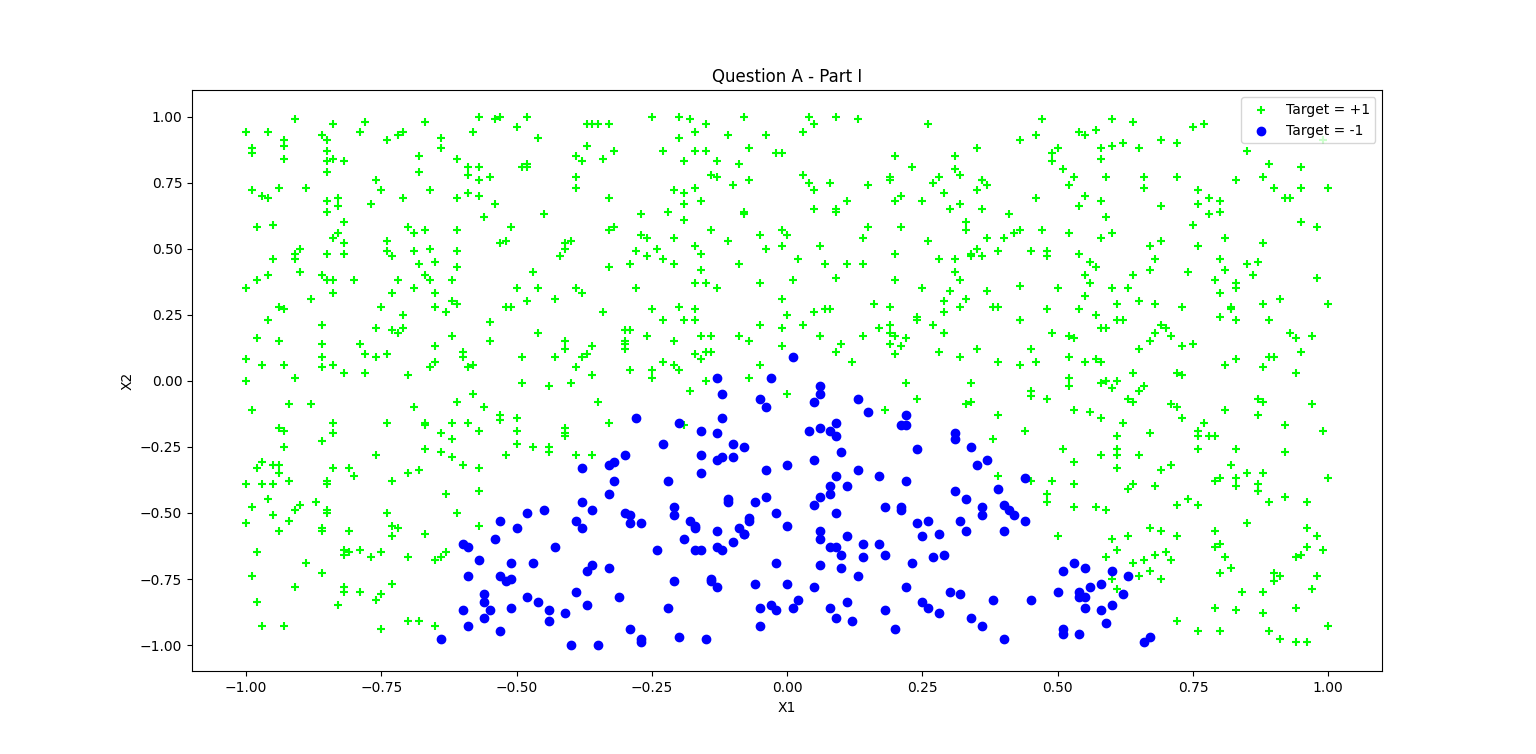 Question A - Part I
Target = +1
Target = -1
X2
1.00
0.75
0.50
0.25
0.00
−0.25
−0.50
−0.75
−1.00
−1.00 −0.75 −0.50 −0.25 0.00 0.25 0.50 0.75 1.00
X1